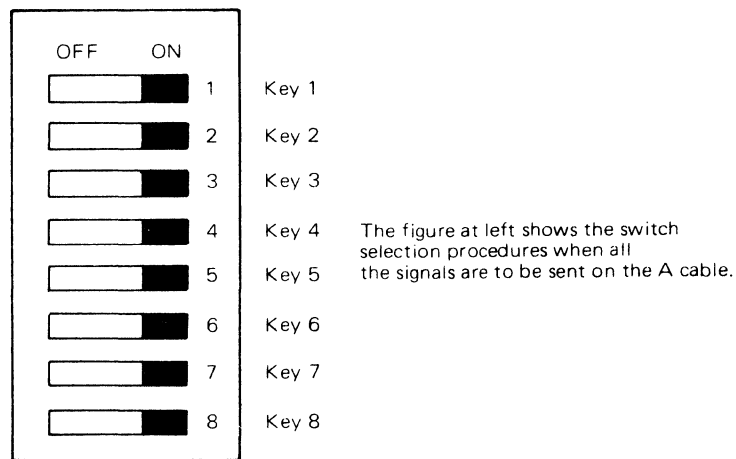 OFF ON
1 Key 1
2 Key 2
3 Key 3
4 Key 4 The figure at left shows the switch
selection procedures when all
5 Key 5 the signals are to be sent on the A cable.
6 Key 6
7 Key 7
8 Key 8